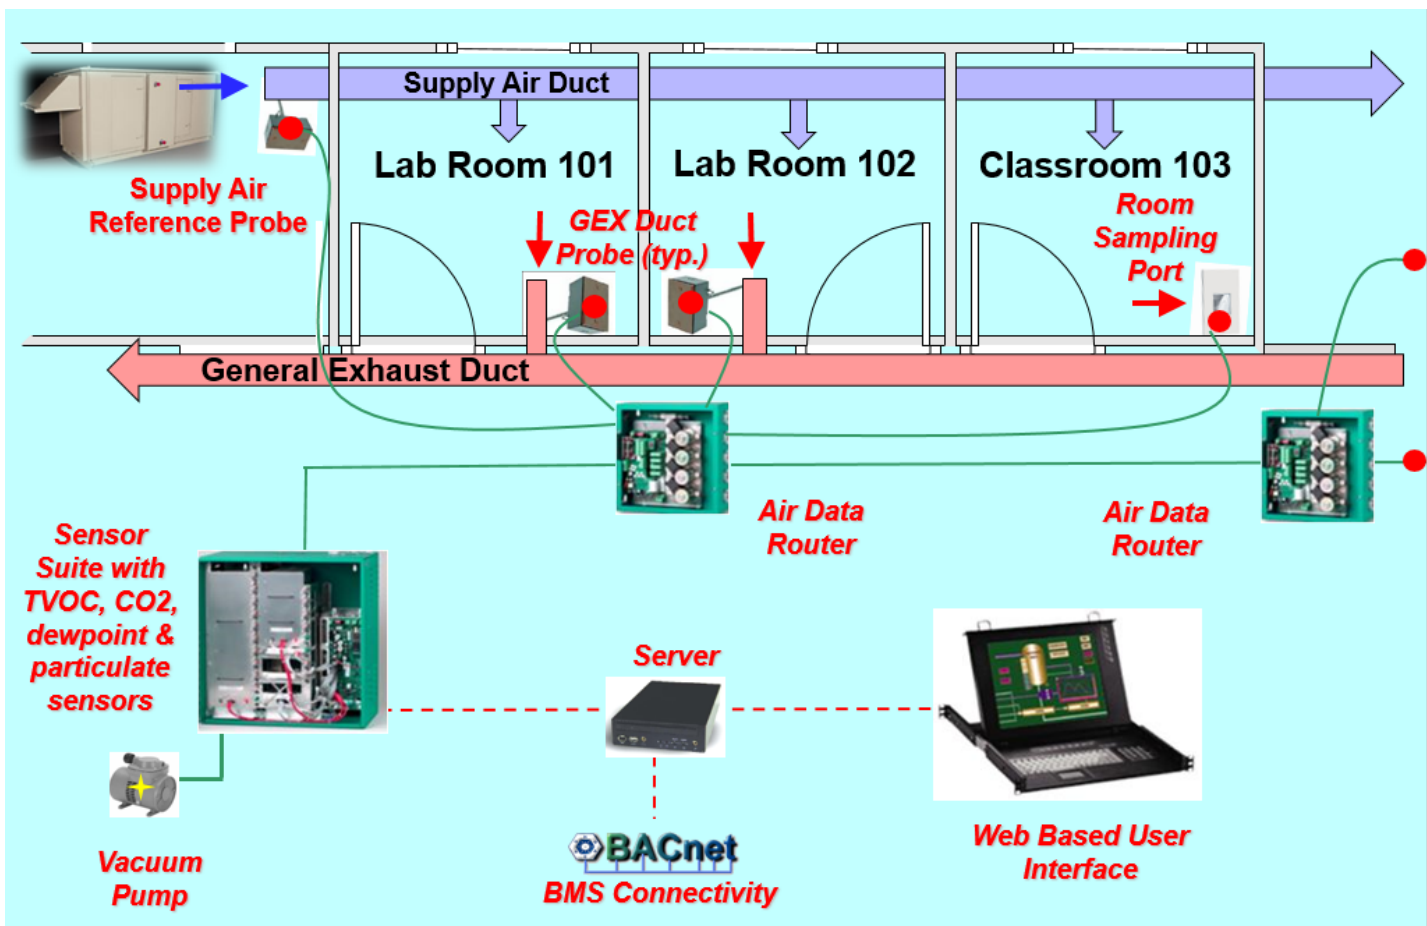 Supply Air Duct
Lab Room 101
Lab Room 102
Classroom 103
Supply Air
Reference Probe
GEX Duct
Probe (typ.)
Room
Sampling
Port
General Exhaust Duct
Air Data
Router
Air Data
Router
Sensor
Suite with
TVOC, CO2,
dewpoint &
particulate
sensors
Server
Vacuum
Pump
BACnet
BMS Connectivity
Web Based User
Interface